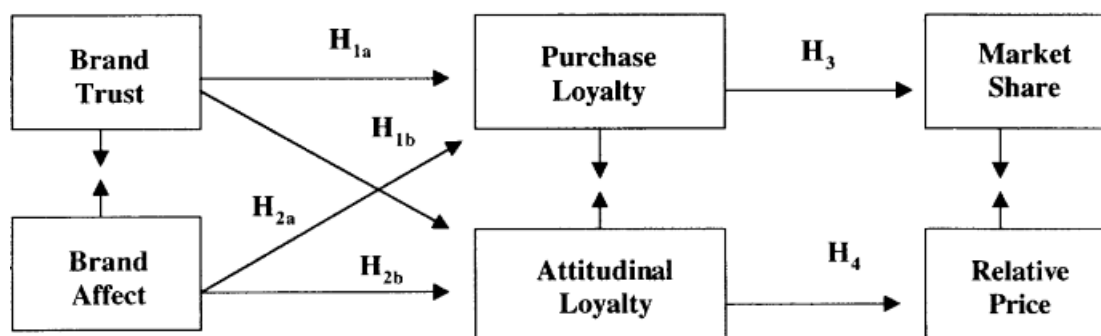 Brand
Trust
H1a
Purchase
Loyalty
H3
Market
Share
H1b
H2a
Brand
Affect
H2b
Attitudinal
Loyalty
H4
Relative
Price